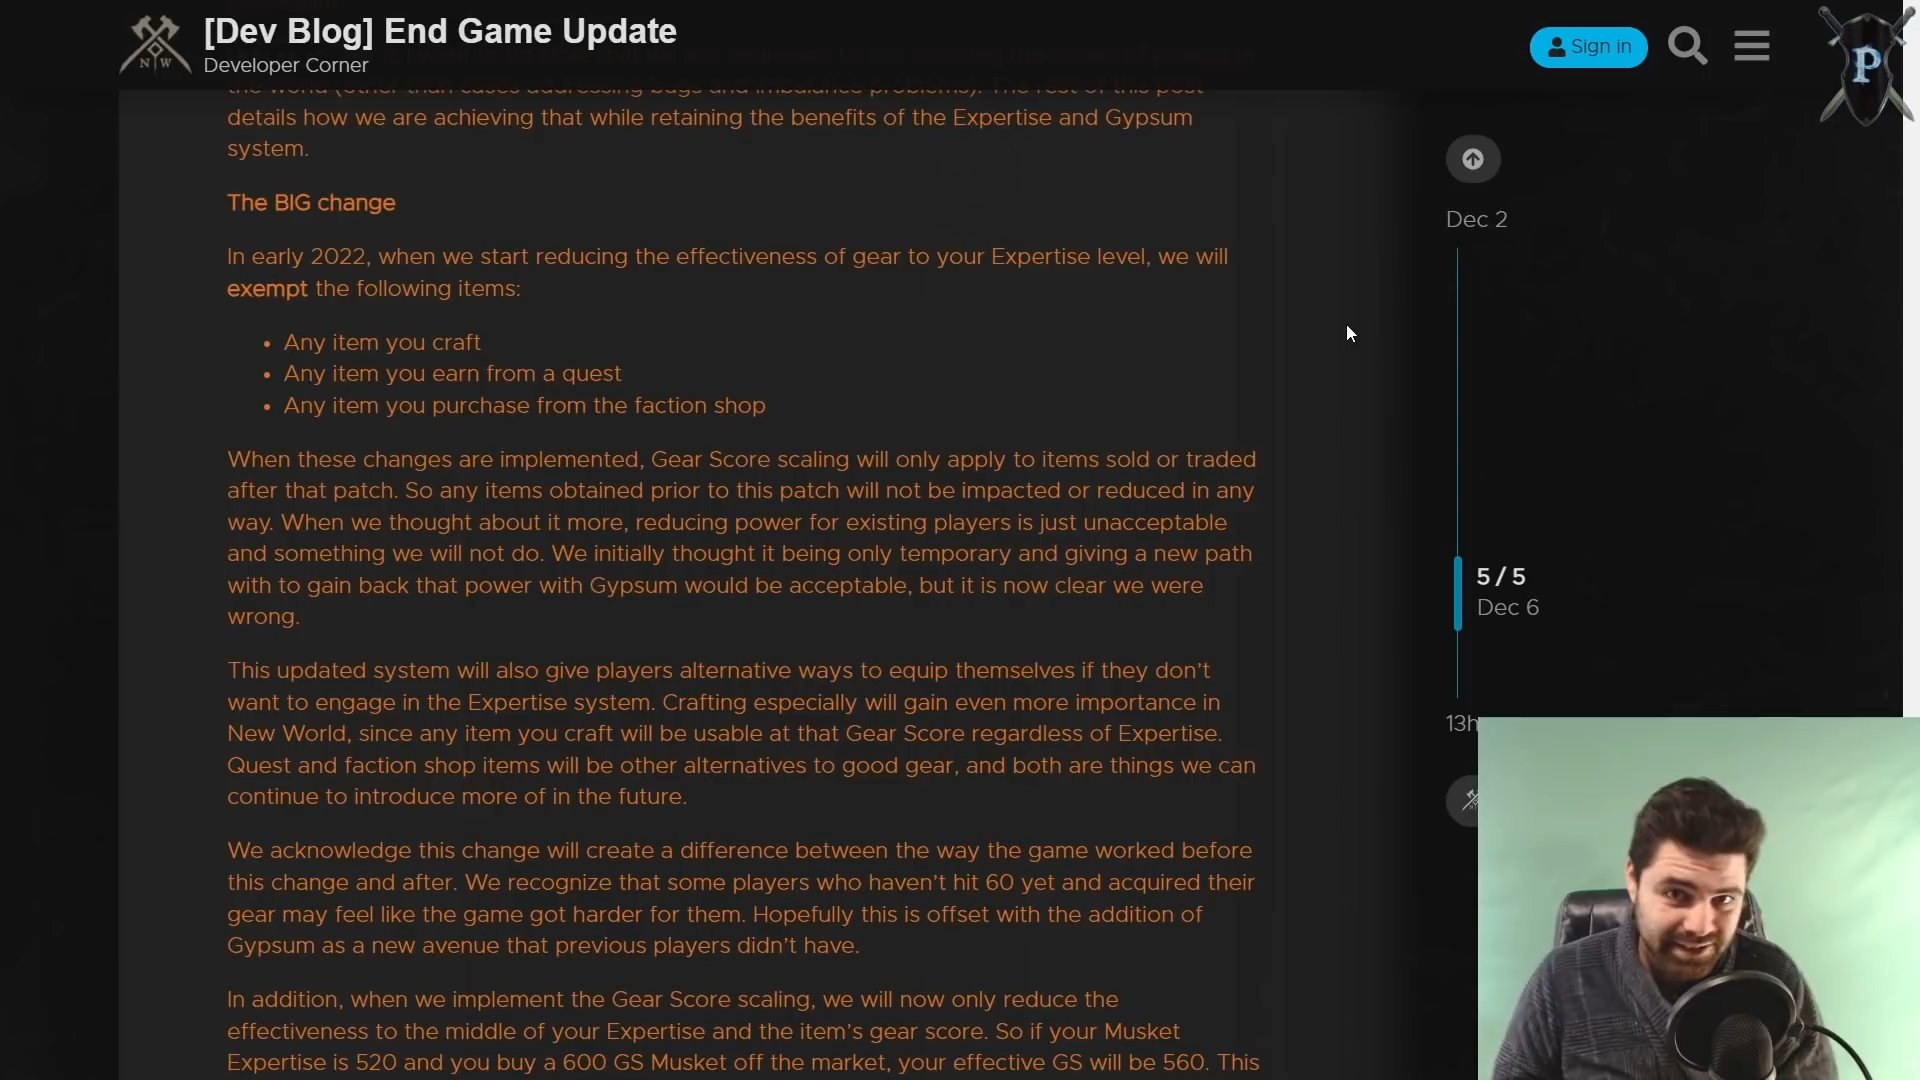 [Dev Blog] End Game Update
Developer Corner
Sign in
N W
P
the world (other than cases addressing bugs and imbalance problems). The rest of this post
details how we are achieving that while retaining the benefits of the Expertise and Gypsum
system.
The BIG change
In early 2022, when we start reducing the effectiveness of gear to your Expertise level, we will
exempt the following items:
• Any item you craft
• Any item you earn from a quest
• Any item you purchase from the faction shop
When these changes are implemented, Gear Score scaling will only apply to items sold or traded
after that patch. So any items obtained prior to this patch will not be impacted or reduced in any
way. When we thought about it more, reducing power for existing players is just unacceptable
and something we will not do. We initially thought it being only temporary and giving a new path
with to gain back that power with Gypsum would be acceptable, but it is now clear we were
wrong.
This updated system will also give players alternative ways to equip themselves if they don't
want to engage in the Expertise system. Crafting especially will gain even more importance in
New World, since any item you craft will be usable at that Gear Score regardless of Expertise.
Quest and faction shop items will be other alternatives to good gear, and both are things we can
continue to introduce more of in the future.
We acknowledge this change will create a difference between the way the game worked before
this change and after. We recognize that some players who haven't hit 60 yet and acquired their
gear may feel like the game got harder for them. Hopefully this is offset with the addition of
Gypsum as a new avenue that previous players didn't have.
In addition, when we implement the Gear Score scaling, we will now only reduce the
effectiveness to the middle of your Expertise and the item's gear score. So if your Musket
Expertise is 520 and you buy a 600 GS Musket off the market, your effective GS will be 560. This
Dec 2
5 / 5
Dec 6
13h